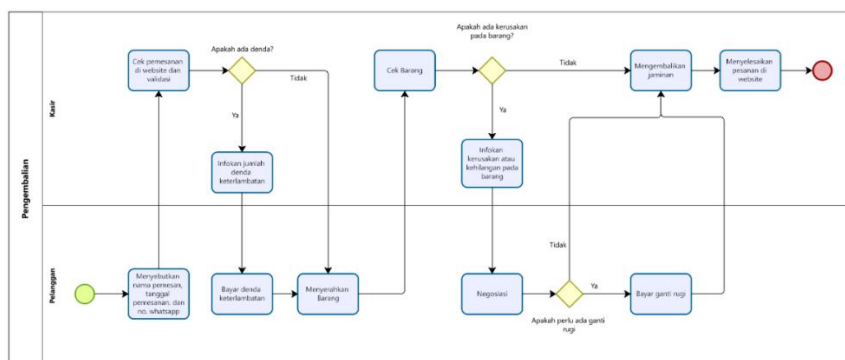 Pengembalian
Kasir
Pelanggan
Cek pemesanan
di website dan
validasi
Apakah ada denda?
Tidak
Ya
Infokan jumlah
denda
keterlambatan
Menyebutkan
nama pemesan,
tanggal
pemesanan, dan
no. whatsapp
Bayar denda
keterlambatan
Menyerahkan
Barang
Cek Barang
Apakah ada kerusakan
pada barang?
Tidak
Ya
Infokan
kerusakan atau
kehilangan pada
barang
Negosiasi
Apakah perlu ada ganti
rugi
Tidak
Ya
Bayar ganti rugi
Mengembalikan
jaminan
Menyelesaikan
pesanan di
website